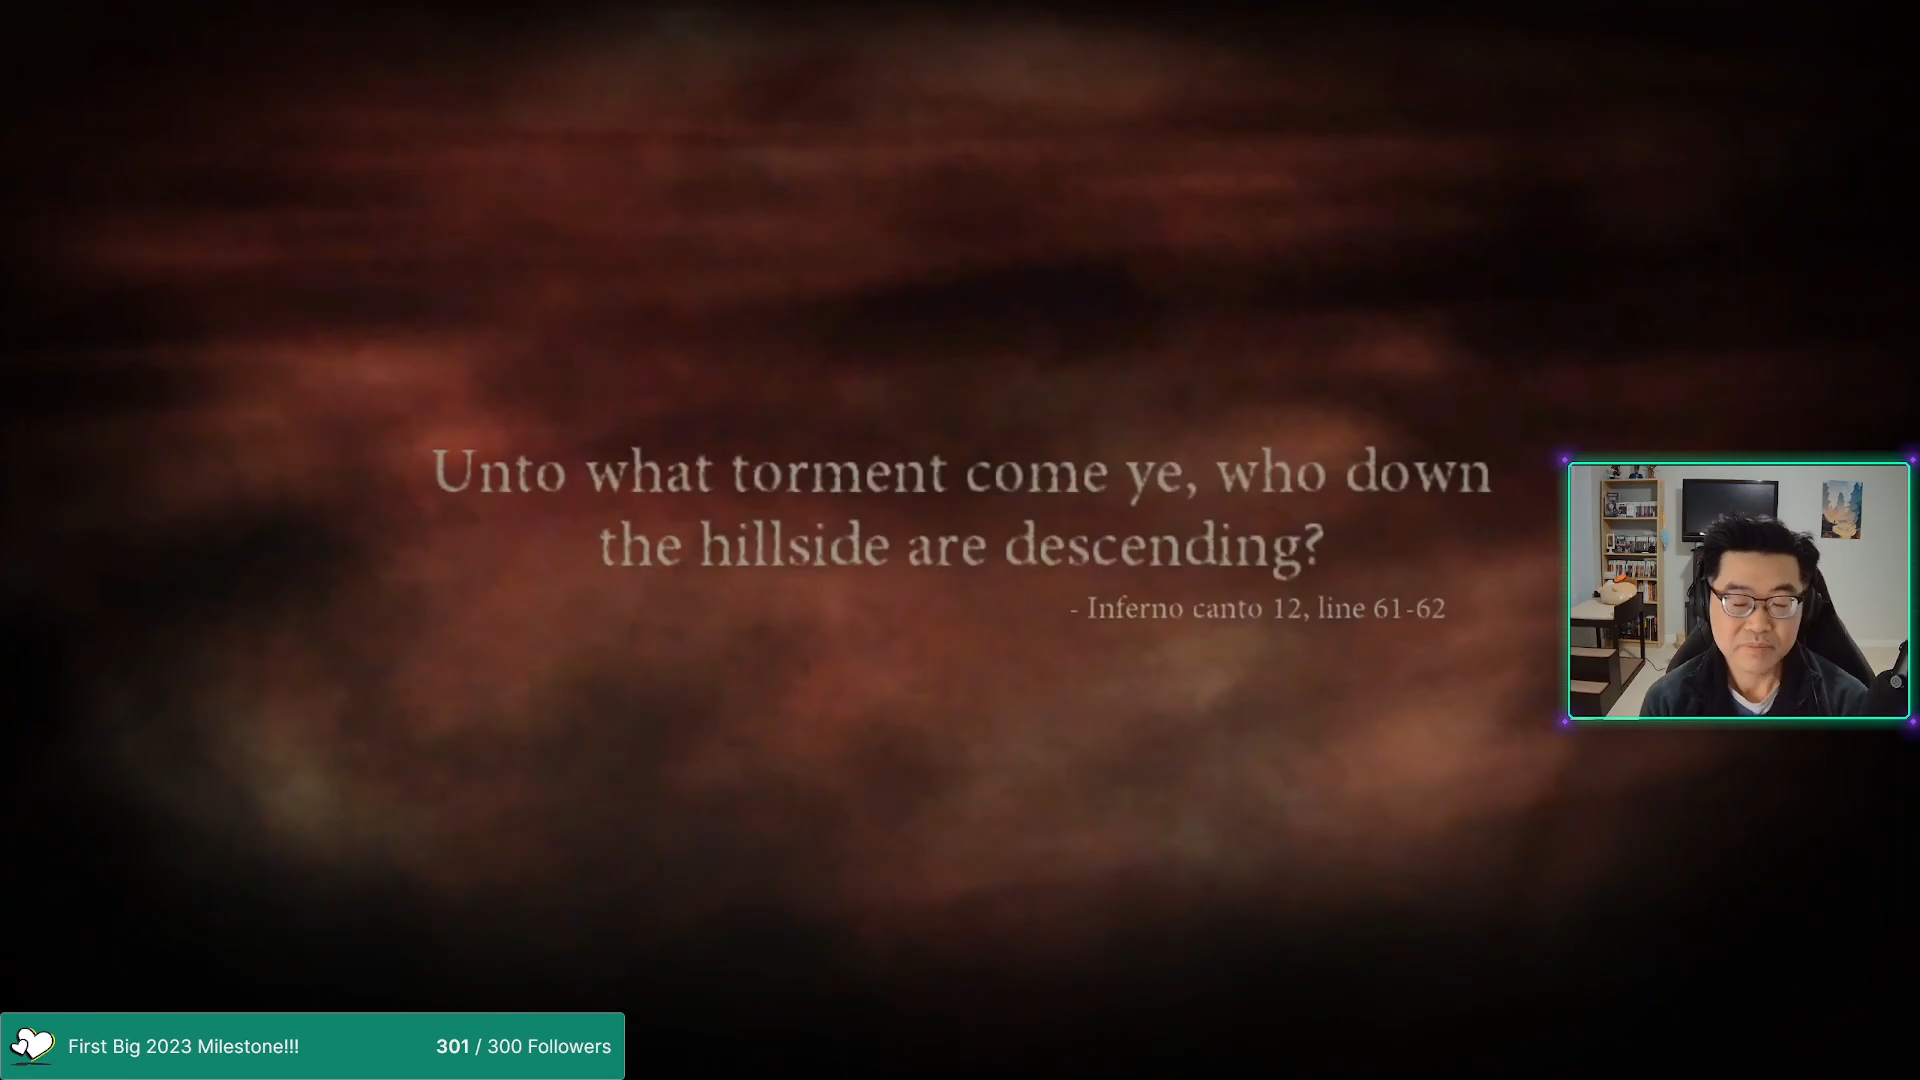 Unto what torment come ye, who down
the hillside are descending?
- Inferno canto 12, line 61-62
First Big 2023 Milestone!!!
301 / 300 Followers